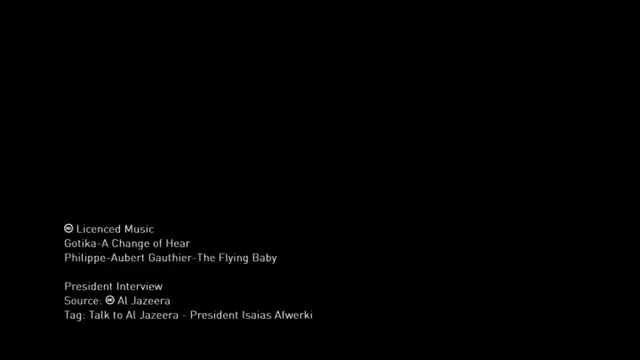 Licenced Music
Gotika-A Change of Hear
Philippe-Aubert Gauthier-The Flying Baby
President Interview
Source: Al Jazeera
Tag: Talk to Al Jazeera - President Isaias Afwerki